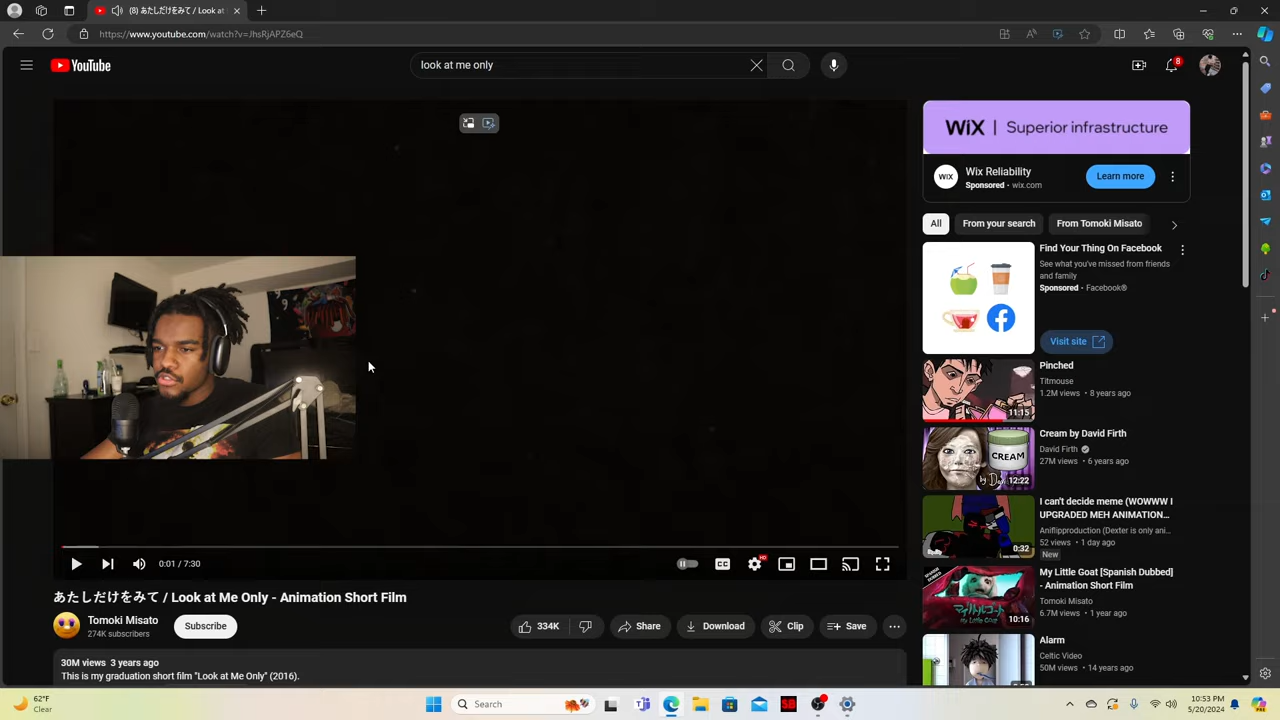 (8) あたしだけをみて / Look at
https://www.youtube.com/watch?v=JhsRjAPZ6eQ
YouTube
look at me only
8
WiX | Superior infrastructure
WiX
Wix Reliability
Sponsored · wix.com
Learn more
All
From your search
From Tomoki Misato
Find Your Thing On Facebook
See what you've missed from friends
and family
Sponsored · Facebook®
Visit site
Pinched
Titmouse
1.2M views · 8 years ago
11:15
Cream by David Firth
David Firth
27M views · 6 years ago
CREAM
12:22
I can't decide meme (WOWWW I
UPGRADED MEH ANIMATION...
Aniflipproduction (Dexter is only ani...
52 views · 1 day ago
New
0:32
My Little Goat [Spanish Dubbed]
- Animation Short Film
Tomoki Misato
6.7M views · 1 year ago
10:16
Alarm
Celtic Video
50M views · 14 years ago
0:01 / 7:30
CC
HD
あたしだけをみて / Look at Me Only - Animation Short Film
Tomoki Misato
274K subscribers
Subscribe
334K
Share
Download
Clip
Save
30M views 3 years ago
This is my graduation short film "Look at Me Only" (2016).
62°F
Clear
Search
SB
10:53 PM
5/20/2024